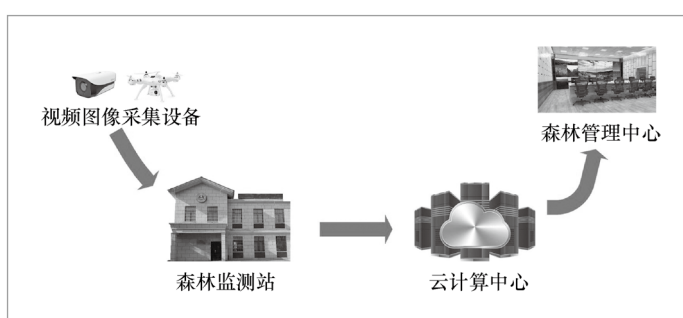 视频图像采集设备
森林管理中心
森林监测站
云计算中心